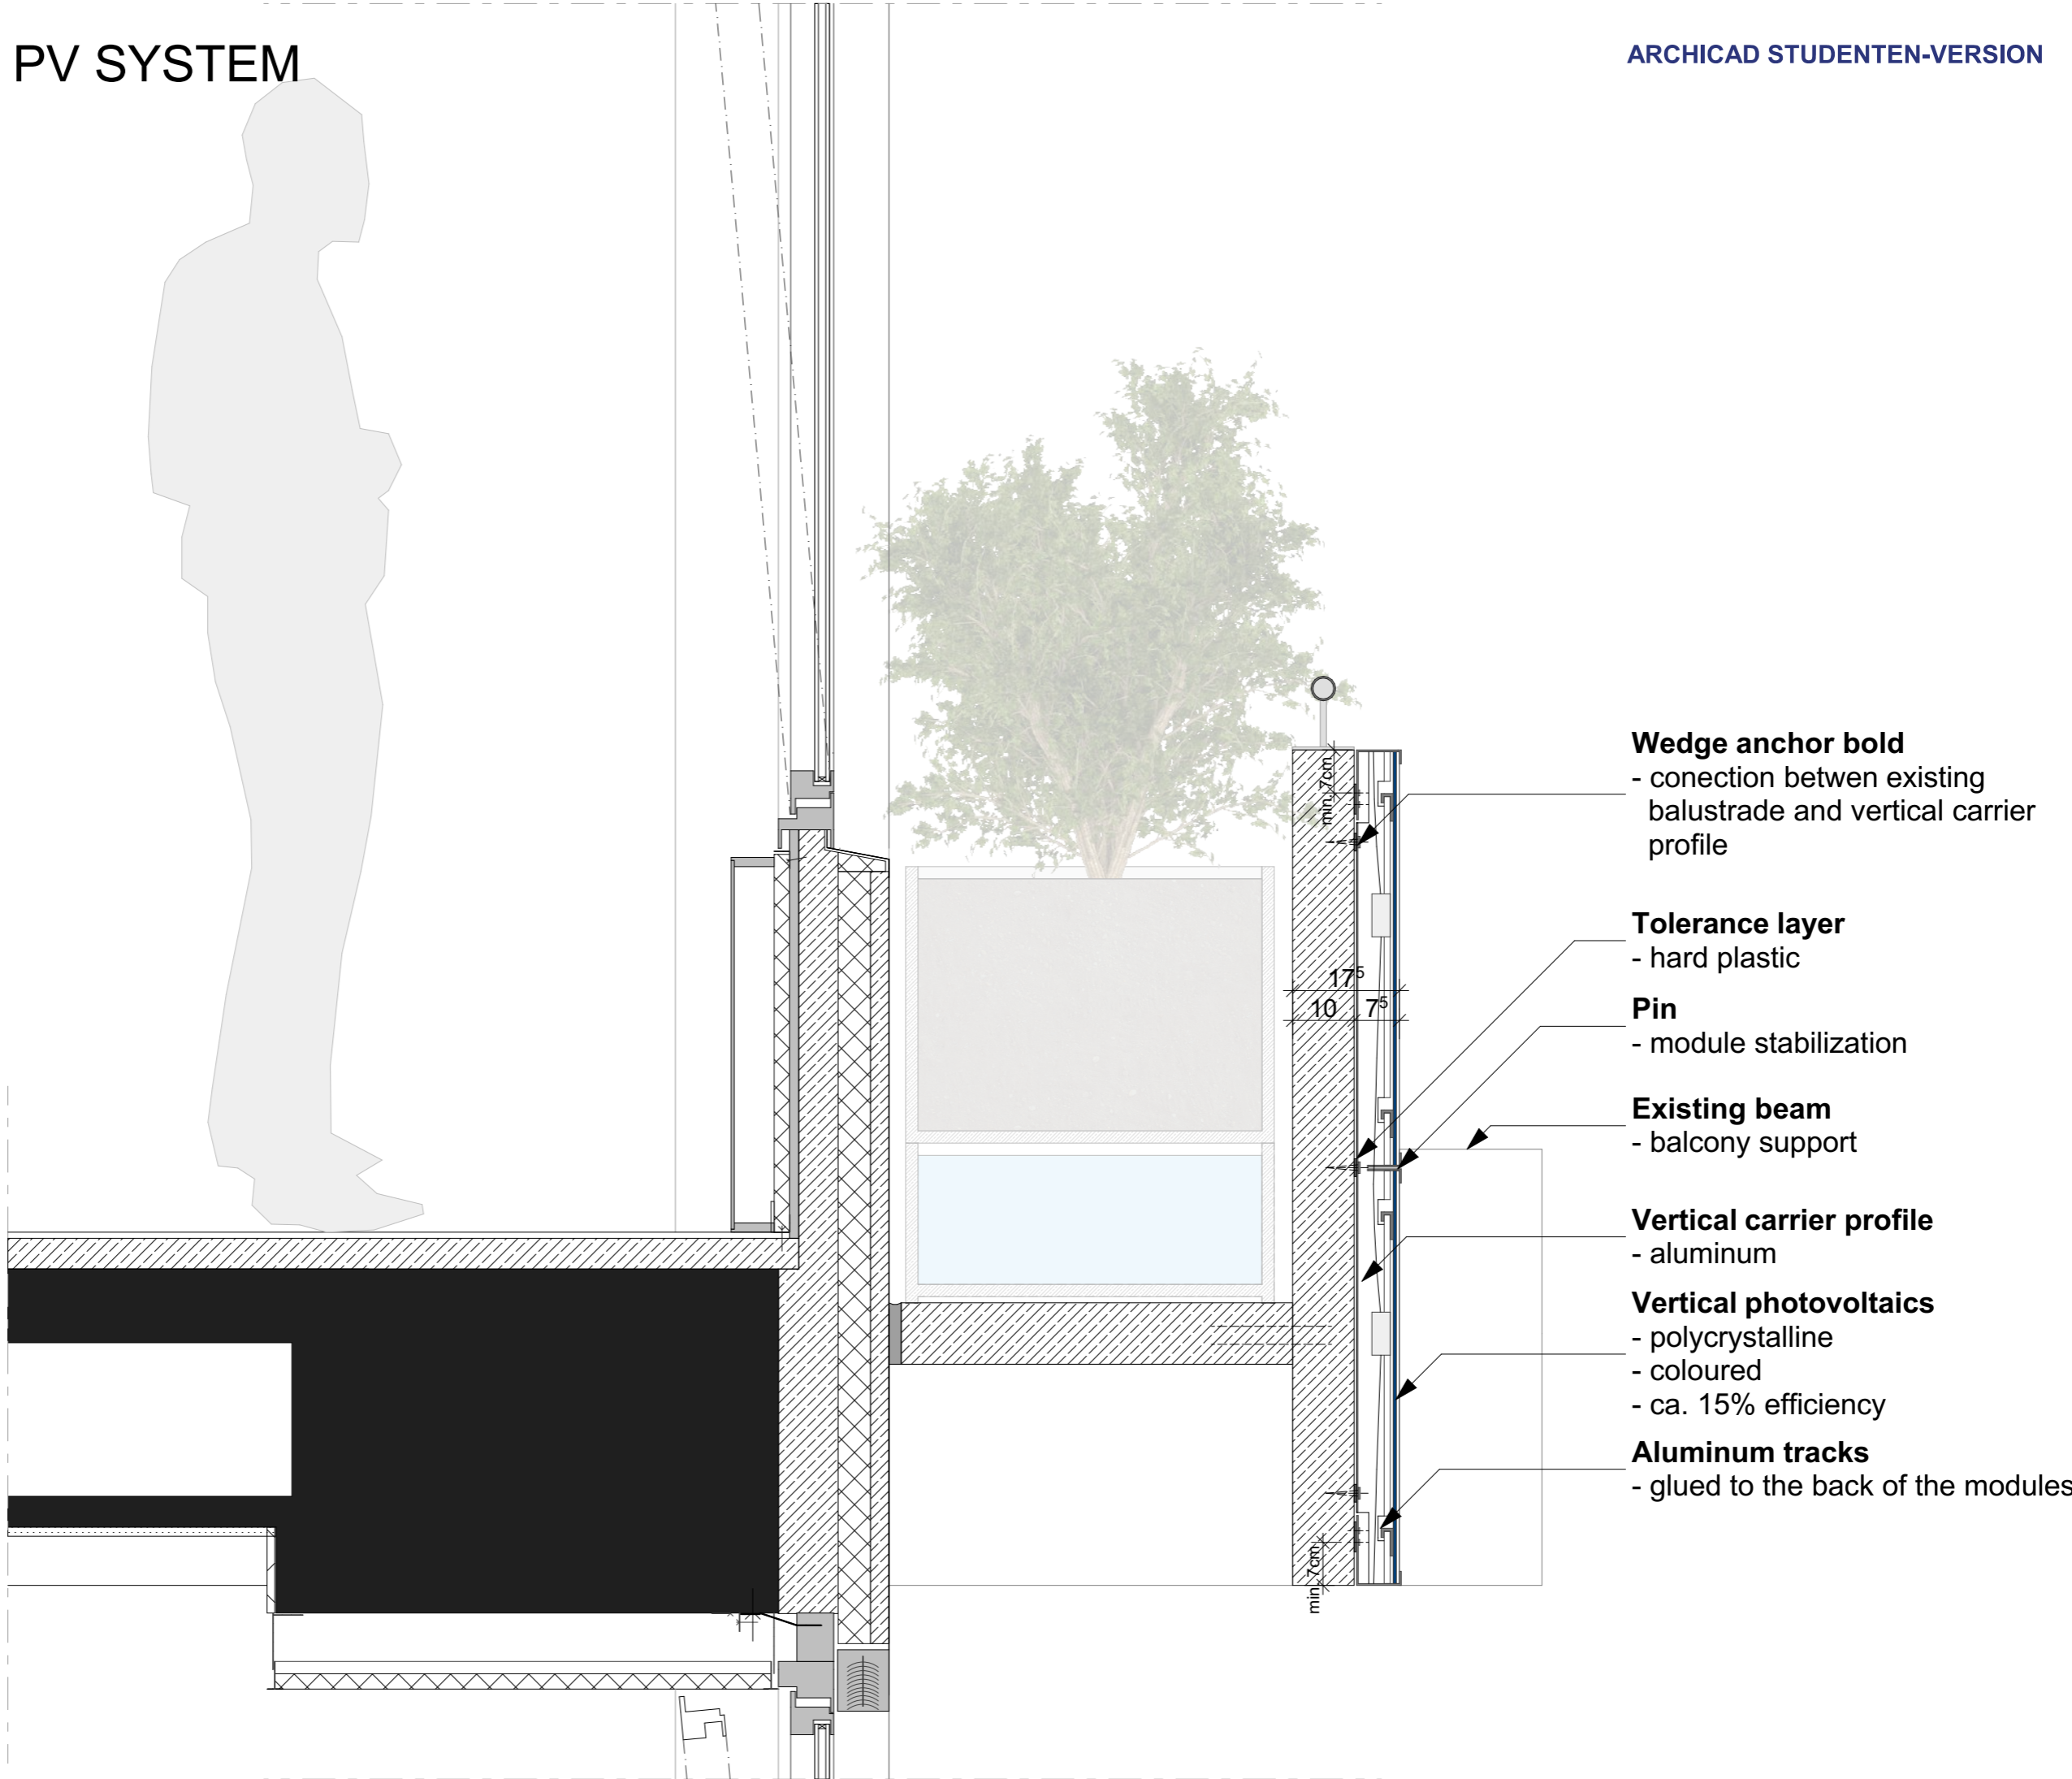 PV SYSTEM
ARCHICAD STUDENTEN-VERSION
Wedge anchor bold
- conection betwen existing
balustrade and vertical carrier
profile
min. 7cm
Tolerance layer
- hard plastic
17⁵
10 7⁵
Pin
- module stabilization
Existing beam
- balcony support
Vertical carrier profile
- aluminum
Vertical photovoltaics
- polycrystalline
- coloured
- ca. 15% efficiency
Aluminum tracks
- glued to the back of the modules
min. 7cm